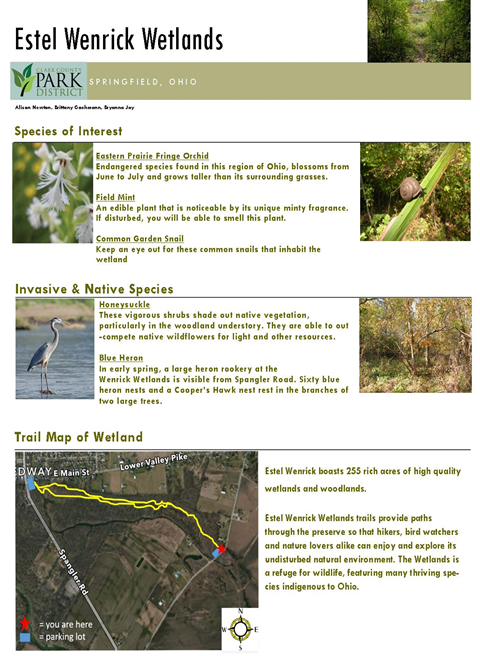 Estel Wenrick Wetlands
CLARK COUNTY
PARK
DISTRICT
SPRINGFIELD, OHIO
Alison Newton, Brittany Gochmann, Bryonna Jay
Species of Interest
Eastern Prairie Fringe Orchid
Endangered species found in this region of Ohio, blossoms from
June to July and grows taller than its surrounding grasses.
Field Mint
An edible plant that is noticeable by its unique minty fragrance.
If disturbed, you will be able to smell this plant.
Common Garden Snail
Keep an eye out for these common snails that inhabit the
wetland
Invasive & Native Species
Honeysuckle
These vigorous shrubs shade out native vegetation,
particularly in the woodland understory. They are able to out
-compete native wildflowers for light and other resources.
Blue Heron
In early spring, a large heron rookery at the
Wenrick Wetlands is visible from Spangler Road. Sixty blue
heron nests and a Cooper's Hawk nest rest in the branches of
two large trees.
Trail Map of Wetland
EDWAY E Main St
Lower Valley Pike
Spangler Rd
= you are here
= parking lot
N
W E
S
Estel Wenrick boasts 255 rich acres of high quality
wetlands and woodlands.
Estel Wenrick Wetlands trails provide paths
through the preserve so that hikers, bird watchers
and nature lovers alike can enjoy and explore its
undisturbed natural environment. The Wetlands is
a refuge for wildlife, featuring many thriving spe-
cies indigenous to Ohio.